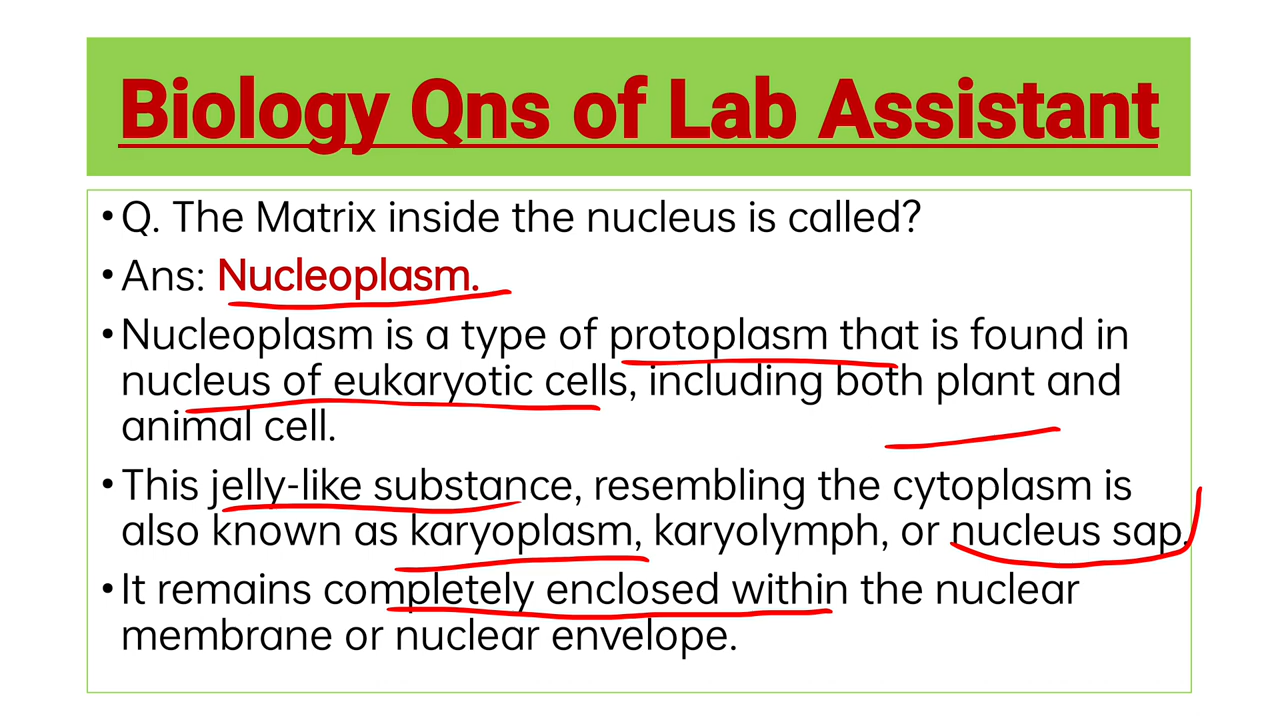 Biology Qns of Lab Assistant
• Q. The Matrix inside the nucleus is called?
• Ans: Nucleoplasm.
• Nucleoplasm is a type of protoplasm that is found in
nucleus of eukaryotic cells, including both plant and
animal cell.
• This jelly-like substance, resembling the cytoplasm is
also known as karyoplasm, karyolymph, or nucleus sap.
• It remains completely enclosed within the nuclear
membrane or nuclear envelope.